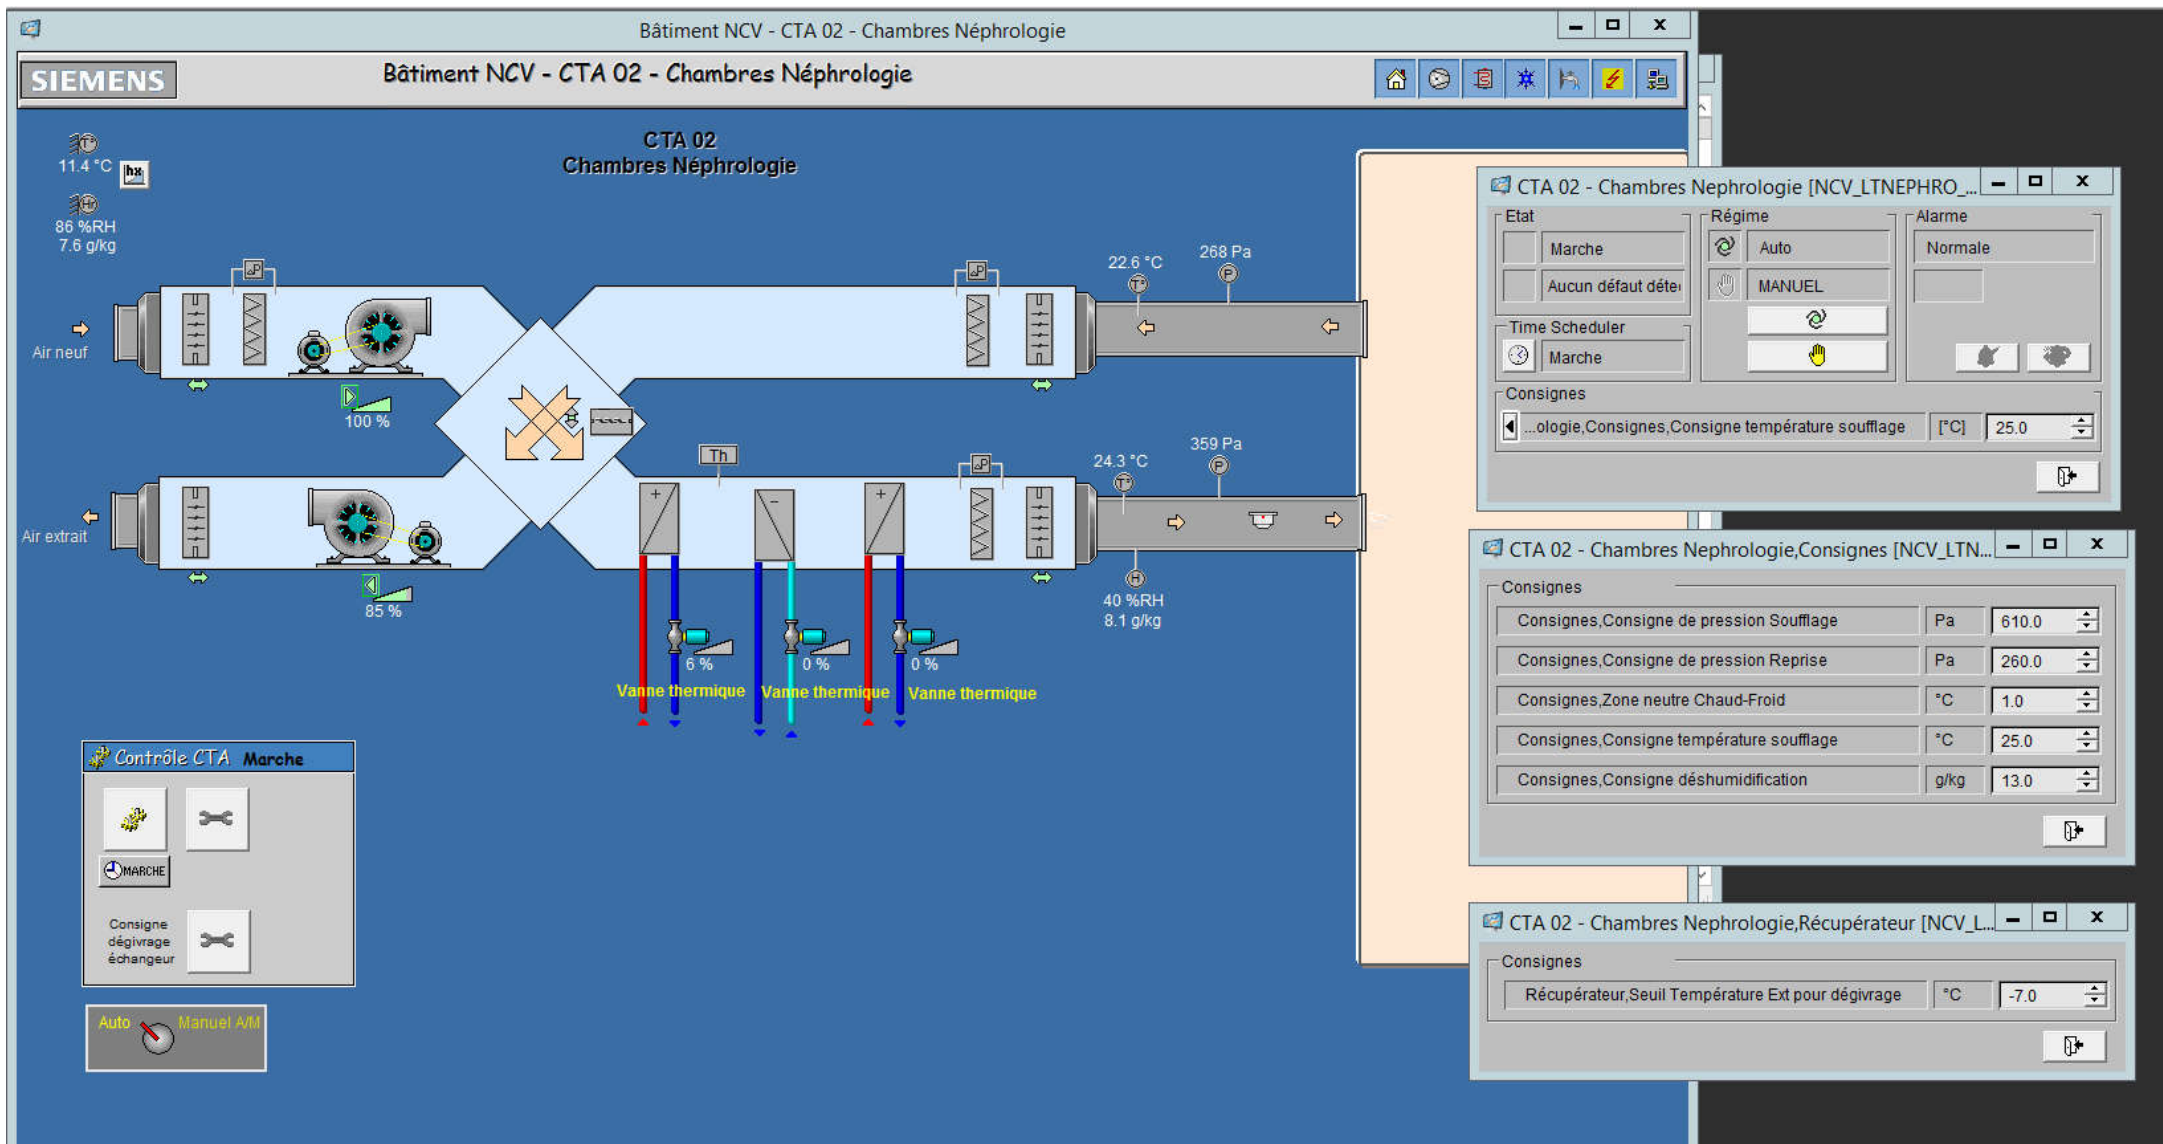 Bâtiment NCV - CTA 02 - Chambres Néphrologie
SIEMENS
Bâtiment NCV - CTA 02 - Chambres Néphrologie
CTA 02
Chambres Néphrologie
T°
11.4 °C
hx
Hr
86 %RH
7.6 g/kg
Air neuf
100 %
22.6 °C
268 Pa
T°
P
Air extrait
85 %
Th
24.3 °C
359 Pa
T°
P
H
40 %RH
8.1 g/kg
6 %
0 %
0 %
Vanne thermique
Vanne thermique
Vanne thermique
Contrôle CTA Marche
MARCHE
Consigne
dégivrage
échangeur
Auto
Manuel A/M
CTA 02 - Chambres Nephrologie [NCV_LTNEPHRO_...
Etat
Marche
Aucun défaut déte
Time Scheduler
Marche
Régime
Auto
MANUEL
Alarme
Normale
Consignes
...ologie,Consignes,Consigne température soufflage [°C] 25.0
CTA 02 - Chambres Nephrologie,Consignes [NCV_LTN...
Consignes
Consignes,Consigne de pression Soufflage Pa 610.0
Consignes,Consigne de pression Reprise Pa 260.0
Consignes,Zone neutre Chaud-Froid °C 1.0
Consignes,Consigne température soufflage °C 25.0
Consignes,Consigne déshumidification g/kg 13.0
CTA 02 - Chambres Nephrologie,Récupérateur [NCV_L...
Consignes
Récupérateur,Seuil Température Ext pour dégivrage °C -7.0